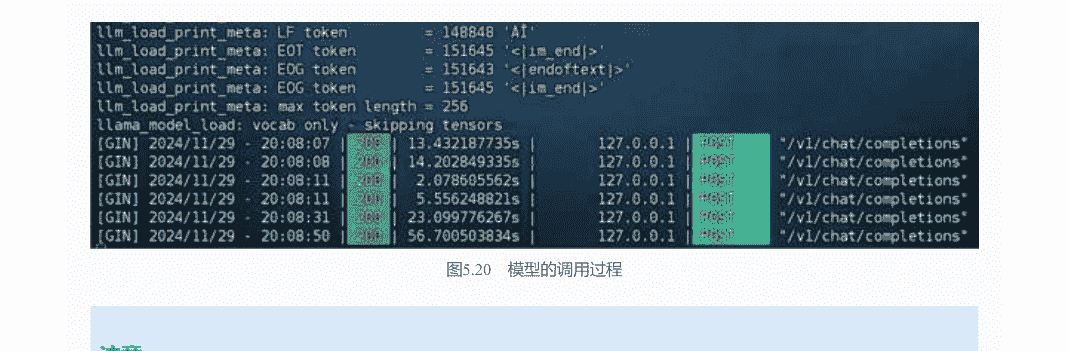 llm_load_print_meta: LF token = 148848 'ÄĬ'
llm_load_print_meta: EOT token = 151645 '<|im_end|>'
llm_load_print_meta: EOG token = 151643 '<|endoftext|>'
llm_load_print_meta: EOG token = 151645 '<|im_end|>'
llm_load_print_meta: max token length = 256
llama_model_load: vocab only - skipping tensors
[GIN] 2024/11/29 - 20:08:07 | 200 | 13.432187735s | 127.0.0.1 | POST "/v1/chat/completions"
[GIN] 2024/11/29 - 20:08:08 | 200 | 14.202849335s | 127.0.0.1 | POST "/v1/chat/completions"
[GIN] 2024/11/29 - 20:08:11 | 200 | 2.078605562s | 127.0.0.1 | POST "/v1/chat/completions"
[GIN] 2024/11/29 - 20:08:11 | 200 | 5.556248821s | 127.0.0.1 | POST "/v1/chat/completions"
[GIN] 2024/11/29 - 20:08:31 | 200 | 23.099776267s | 127.0.0.1 | POST "/v1/chat/completions"
[GIN] 2024/11/29 - 20:08:50 | 200 | 56.700503834s | 127.0.0.1 | POST "/v1/chat/completions"
图5.20 模型的调用过程